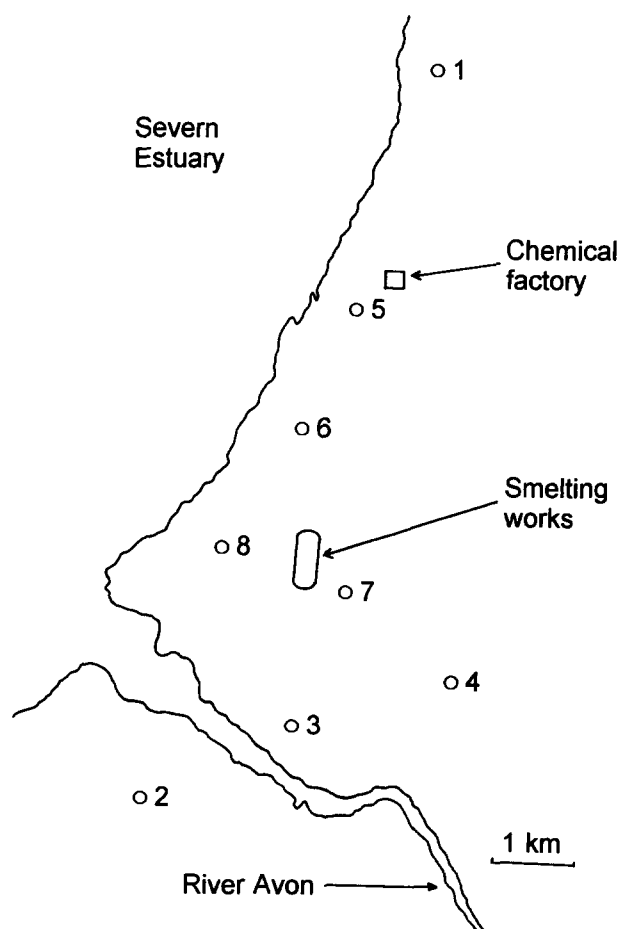 1
Severn
Estuary
Chemical
factory
5
6
Smelting
works
8
7
4
3
2
1 km
River Avon